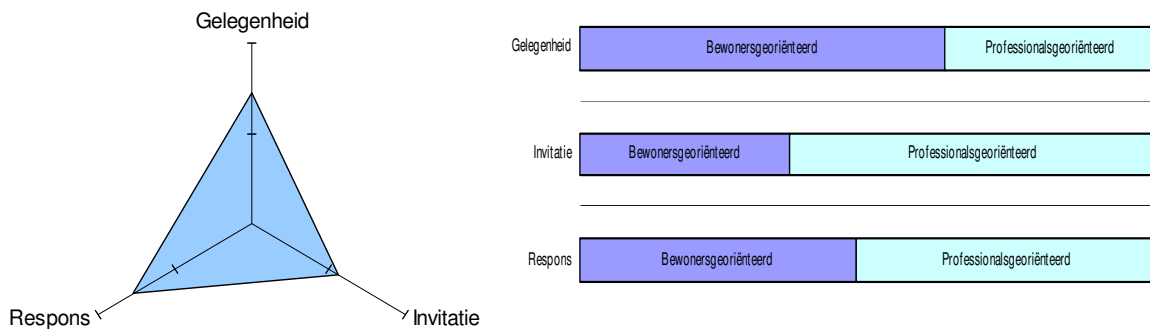 Gelegenheid
Respons
Invitatie
Gelegenheid Bewonersgeoriënteerd Professionalsgeoriënteerd
Invitatie Bewonersgeoriënteerd Professionalsgeoriënteerd
Respons Bewonersgeoriënteerd Professionalsgeoriënteerd